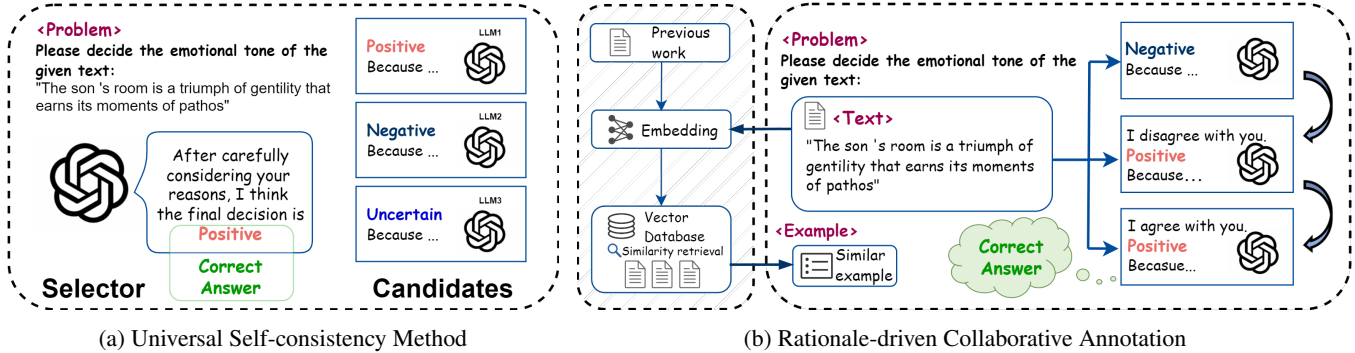 <Problem>
Please decide the emotional tone of the
given text:
"The son 's room is a triumph of gentility that
earns its moments of pathos"
After carefully
considering your
reasons, I think
the final decision is
Positive
Correct
Answer
Selector
LLM1
Positive
Because ...
LLM2
Negative
Because ...
LLM3
Uncertain
Because ...
Candidates
(a) Universal Self-consistency Method
Previous
work
Embedding
Vector
Database
Similarity retrieval
<Problem>
Please decide the emotional tone of the
given text:
<Text>
"The son 's room is a triumph of
gentility that earns its moments
of pathos"
<Example>
Similar
example
Correct
Answer
Negative
Because ...
I disagree with you.
Positive
Because...
I agree with you.
Positive
Becasue...
(b) Rationale-driven Collaborative Annotation